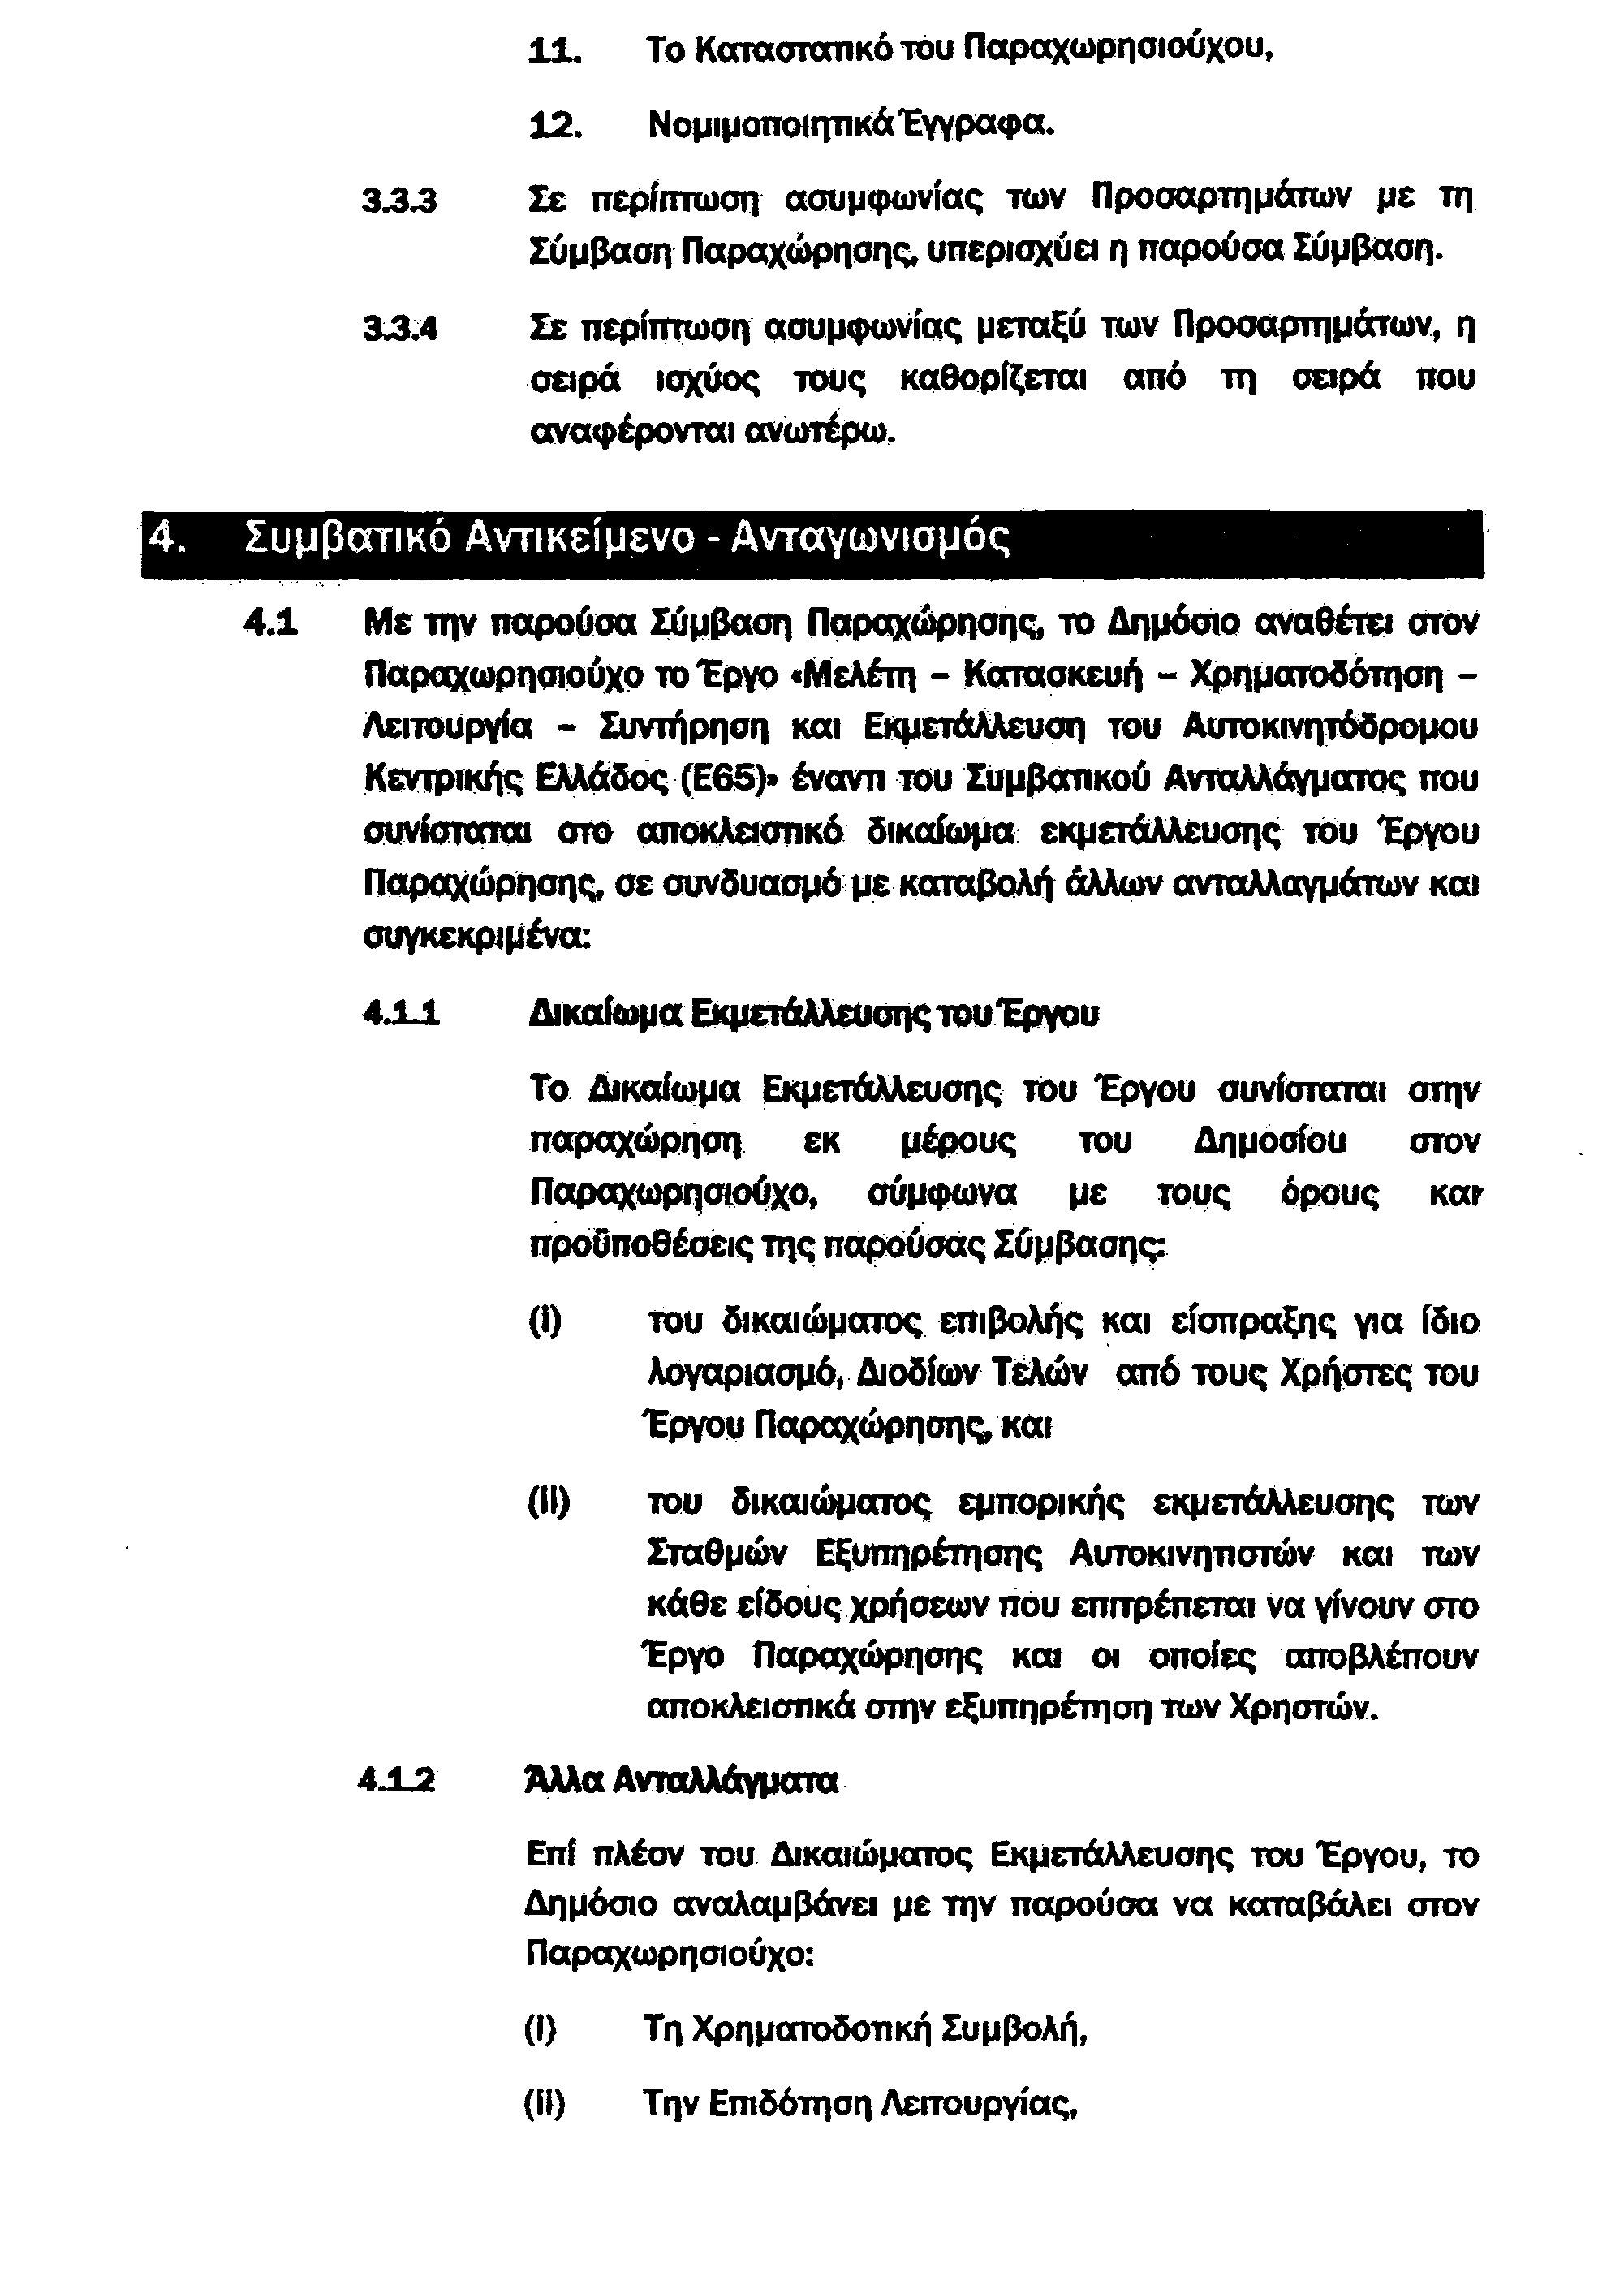 11. Το Καταστατικό του Παραχωρησιούχου,
12. Νομιμοποιητικά Έγγραφα.
3.3.3 Σε περίπτωση ασυμφωνίας των Προσαρτημάτων με τη
Σύμβαση Παραχώρησης, υπερισχύει η παρούσα Σύμβαση.
3.3.4 Σε περίπτωση ασυμφωνίας μεταξύ των Προσαρτημάτων, η
σειρά ισχύος τους καθορίζεται από τη σειρά που
αναφέρονται ανωτέρω.
4. Συμβατικό Αντικείμενο - Ανταγωνισμός
4.1 Με την παρούσα Σύμβαση Παραχώρησης, το Δημόσιο αναθέτει στον
Παραχωρησιούχο το Έργο «Μελέτη – Κατασκευή – Χρηματοδότηση –
Λειτουργία – Συντήρηση και Εκμετάλλευση του Αυτοκινητόδρομου
Κεντρικής Ελλάδος (Ε65)» έναντι του Συμβατικού Ανταλλάγματος που
συνίσταται στο αποκλειστικό δικαίωμα εκμετάλλευσης του Έργου
Παραχώρησης, σε συνδυασμό με καταβολή άλλων ανταλλαγμάτων και
συγκεκριμένα:
4.1.1 Δικαίωμα Εκμετάλλευσης του Έργου
Το Δικαίωμα Εκμετάλλευσης του Έργου συνίσταται στην
παραχώρηση εκ μέρους του Δημοσίου στον
Παραχωρησιούχο, σύμφωνα με τους όρους και
προϋποθέσεις της παρούσας Σύμβασης:
(i) του δικαιώματος επιβολής και είσπραξης για ίδιο
λογαριασμό, Διοδίων Τελών από τους Χρήστες του
Έργου Παραχώρησης, και
(ii) του δικαιώματος εμπορικής εκμετάλλευσης των
Σταθμών Εξυπηρέτησης Αυτοκινητιστών και των
κάθε είδους χρήσεων που επιτρέπεται να γίνουν στο
Έργο Παραχώρησης και οι οποίες αποβλέπουν
αποκλειστικά στην εξυπηρέτηση των Χρηστών.
4.1.2 Άλλα Ανταλλάγματα
Επί πλέον του Δικαιώματος Εκμετάλλευσης του Έργου, το
Δημόσιο αναλαμβάνει με την παρούσα να καταβάλει στον
Παραχωρησιούχο:
(i) Τη Χρηματοδοτική Συμβολή,
(ii) Την Επιδότηση Λειτουργίας,